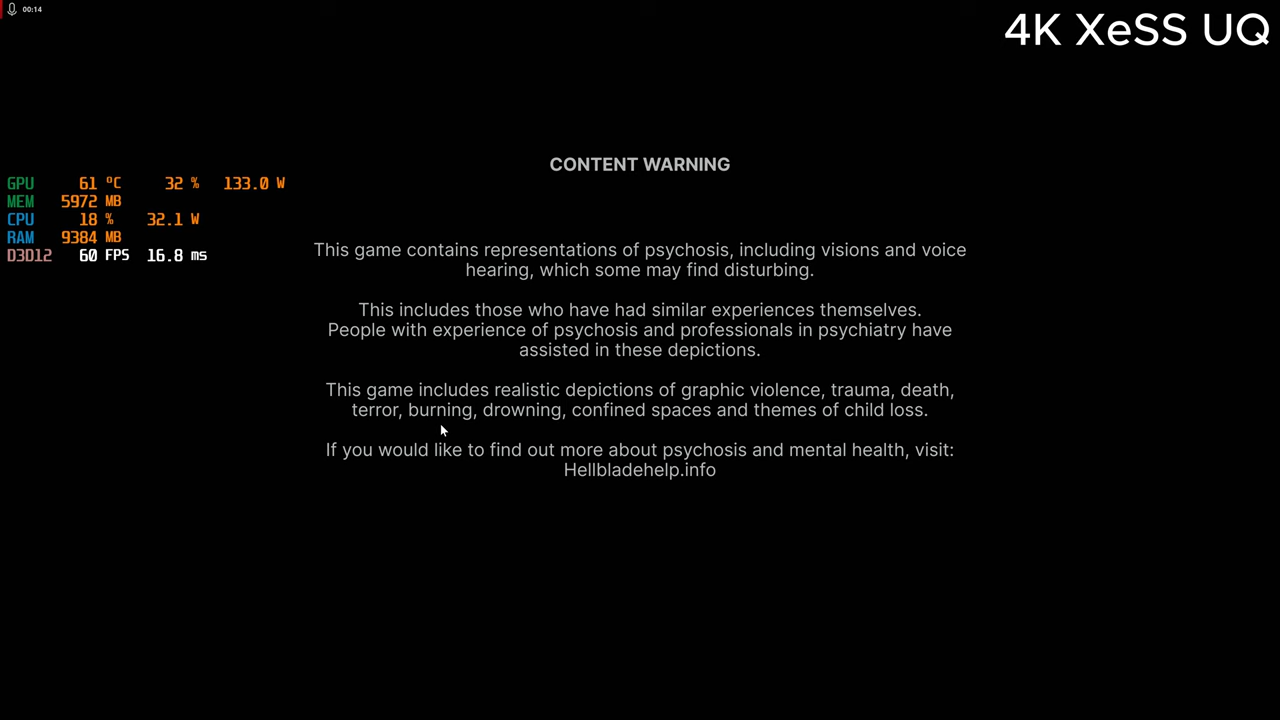 00:14
4K XeSS UQ
CONTENT WARNING
GPU 61 °C 32 % 133.0 W
MEM 5972 MB
CPU 18 % 32.1 W
RAM 9384 MB
D3D12 60 FPS 16.8 ms
This game contains representations of psychosis, including visions and voice
hearing, which some may find disturbing.
This includes those who have had similar experiences themselves.
People with experience of psychosis and professionals in psychiatry have
assisted in these depictions.
This game includes realistic depictions of graphic violence, trauma, death,
terror, burning, drowning, confined spaces and themes of child loss.
If you would like to find out more about psychosis and mental health, visit:
Hellbladehelp.info